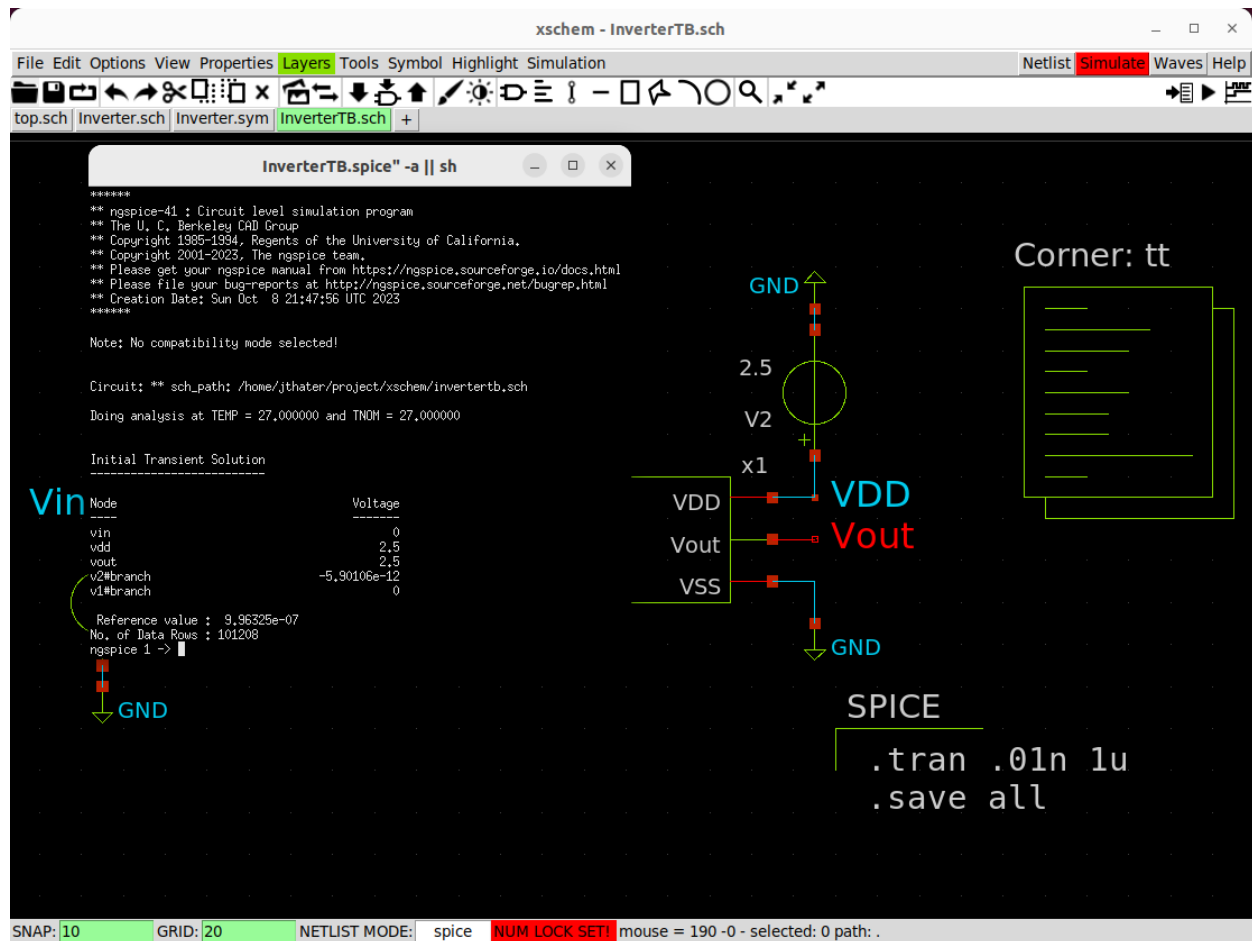 xschem - InverterTB.sch
File Edit Options View Properties Layers Tools Symbol Highlight Simulation
Netlist Simulate Waves Help
top.sch Inverter.sch Inverter.sym InverterTB.sch +
InverterTB.spice" -a || sh
******
** ngspice-41 : Circuit level simulation program
** The U. C. Berkeley CAD Group
** Copyright 1985-1994, Regents of the University of California.
** Copyright 2001-2023, The ngspice team.
** Please get your ngspice manual from https://ngspice.sourceforge.io/docs.html
** Please file your bug-reports at http://ngspice.sourceforge.net/bugrep.html
** Creation Date: Sun Oct  8 21:47:56 UTC 2023
******
Note: No compatibility mode selected!
Circuit: ** sch_path: /home/jthater/project/xschem/invertertb.sch
Doing analysis at TEMP = 27.000000 and TNOM = 27.000000
Initial Transient Solution
--------------------------
Node Voltage
---- -------
vin 0
vdd 2.5
vout 2.5
v2#branch -5.90106e-12
v1#branch 0
Reference value : 9.96325e-07
No. of Data Rows : 101208
ngspice 1 ->
Vin
GND
GND
2.5
V2
+
x1
VDD
VDD
Vout
Vout
VSS
GND
Corner: tt
SPICE
.tran .01n 1u
.save all
SNAP: 10 GRID: 20 NETLIST MODE: spice NUM LOCK SET! mouse = 190 -0 - selected: 0 path: .